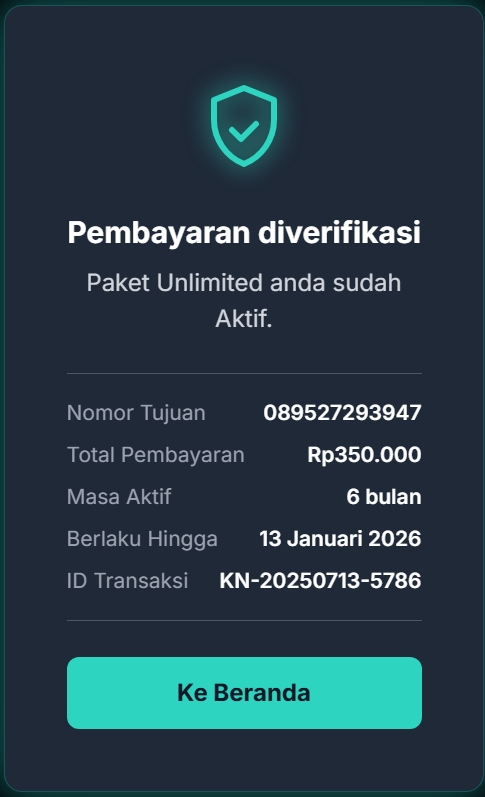 Pembayaran diverifikasi
Paket Unlimited anda sudah
Aktif.
Nomor Tujuan 089527293947
Total Pembayaran Rp350.000
Masa Aktif 6 bulan
Berlaku Hingga 13 Januari 2026
ID Transaksi KN-20250713-5786
Ke Beranda